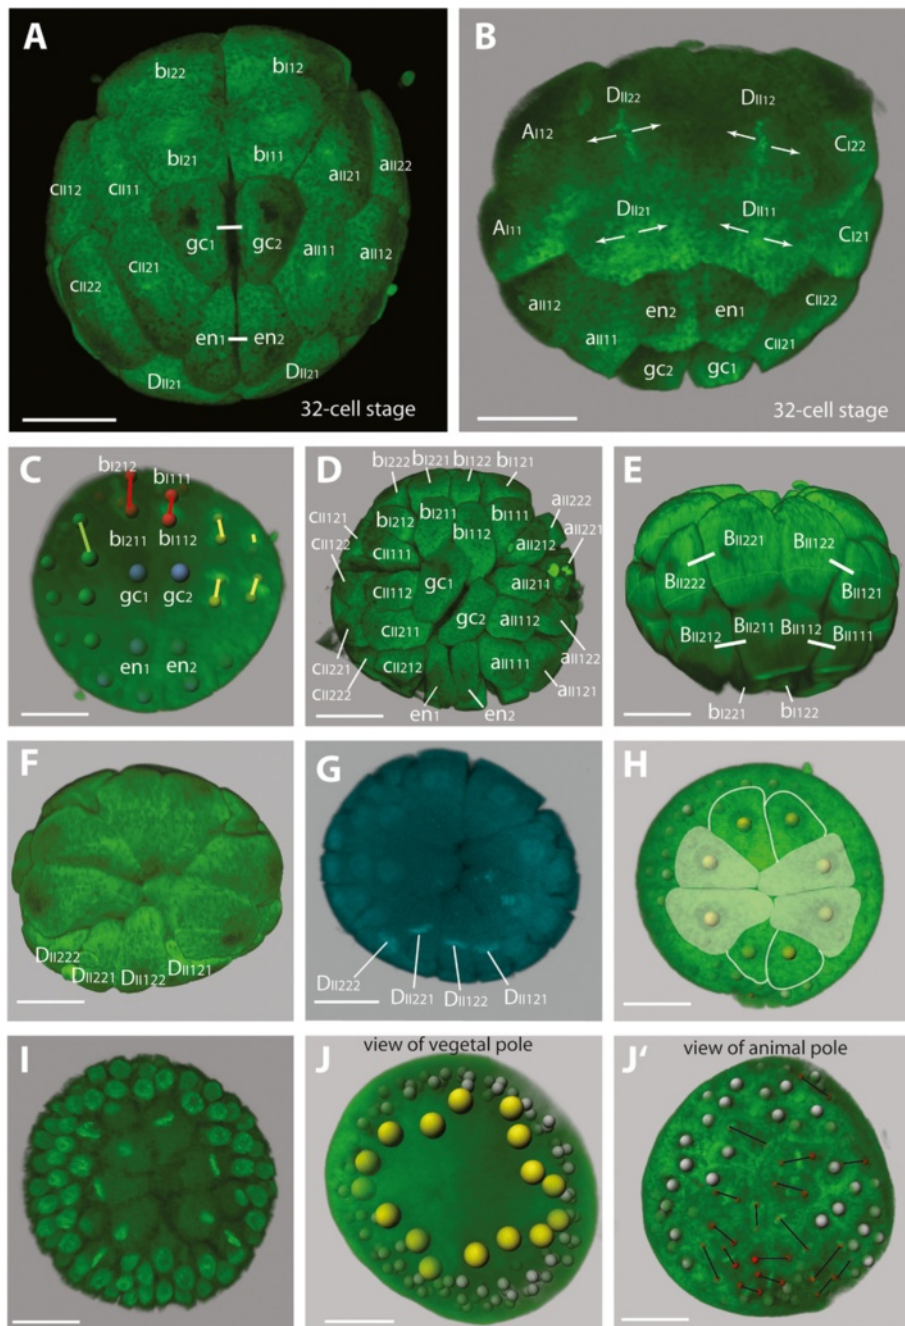 A
bI22
bI12
bI21
bI11
aII22
aII21
cII12
cII11
gc1
gc2
aII11
aII12
cII22
cII21
en1
en2
DII21
DII21
32-cell stage
B
DII22
DII12
AI12
CI22
DII21
DII11
AI11
CI21
aII12
en2
en1
cII22
aII11
cII21
gc2
gc1
32-cell stage
C
bI212
bI111
bI211
bI112
gc1
gc2
en1
en2
D
bI222
bI221
bI122
bI121
aII222
cII121
bI212
bI211
bI111
aII221
bI112
aII212
cII122
cII111
gc1
aII211
cII112
gc2
aII112
cII211
cII221
cII212
aII111
aII122
cII222
aII121
en1
en2
E
BII221
BII122
BII222
BII121
BII212
BII211
BII112
BII111
bI221
bI122
F
DII222
DII221
DII122
DII121
G
DII222
DII221
DII122
DII121
H
I
J
view of vegetal pole
J‘
view of animal pole